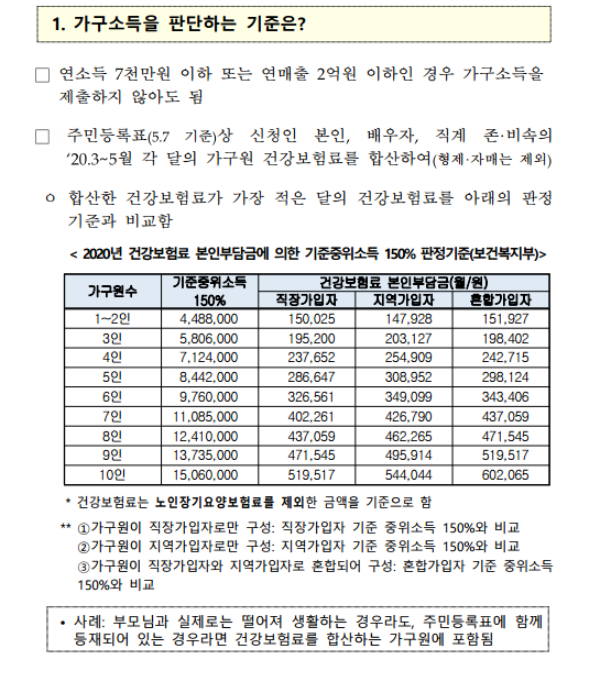 1. 가구소득을 판단하는 기준은?
□ 연소득 7천만원 이하 또는 연매출 2억원 이하인 경우 가구소득을
제출하지 않아도 됨
□ 주민등록표(5.7 기준)상 신청인 본인, 배우자, 직계 존·비속의
‘20.3~5월 각 달의 가구원 건강보험료를 합산하여(형제·자매는 제외)
ㅇ 합산한 건강보험료가 가장 적은 달의 건강보험료를 아래의 판정
기준과 비교함
< 2020년 건강보험료 본인부담금에 의한 기준중위소득 150% 판정기준(보건복지부)>
가구원수 기준중위소득 150% 건강보험료 본인부담금(월/원)
직장가입자 지역가입자 혼합가입자
1~2인 4,488,000 150,025 147,928 151,927
3인 5,806,000 195,200 203,127 198,402
4인 7,124,000 237,652 254,909 242,715
5인 8,442,000 286,647 308,952 298,124
6인 9,760,000 326,561 349,099 343,406
7인 11,085,000 402,261 426,790 437,059
8인 12,410,000 437,059 462,265 471,545
9인 13,735,000 471,545 495,914 519,517
10인 15,060,000 519,517 544,044 602,065
* 건강보험료는 노인장기요양보험료를 제외한 금액을 기준으로 함
** ①가구원이 직장가입자로만 구성: 직장가입자 기준 중위소득 150%와 비교
②가구원이 지역가입자로만 구성: 지역가입자 기준 중위소득 150%와 비교
③가구원이 직장가입자와 지역가입자로 혼합되어 구성: 혼합가입자 기준 중위소득
150%와 비교
• 사례: 부모님과 실제로는 떨어져 생활하는 경우라도, 주민등록표에 함께
등재되어 있는 경우라면 건강보험료를 합산하는 가구원에 포함됨